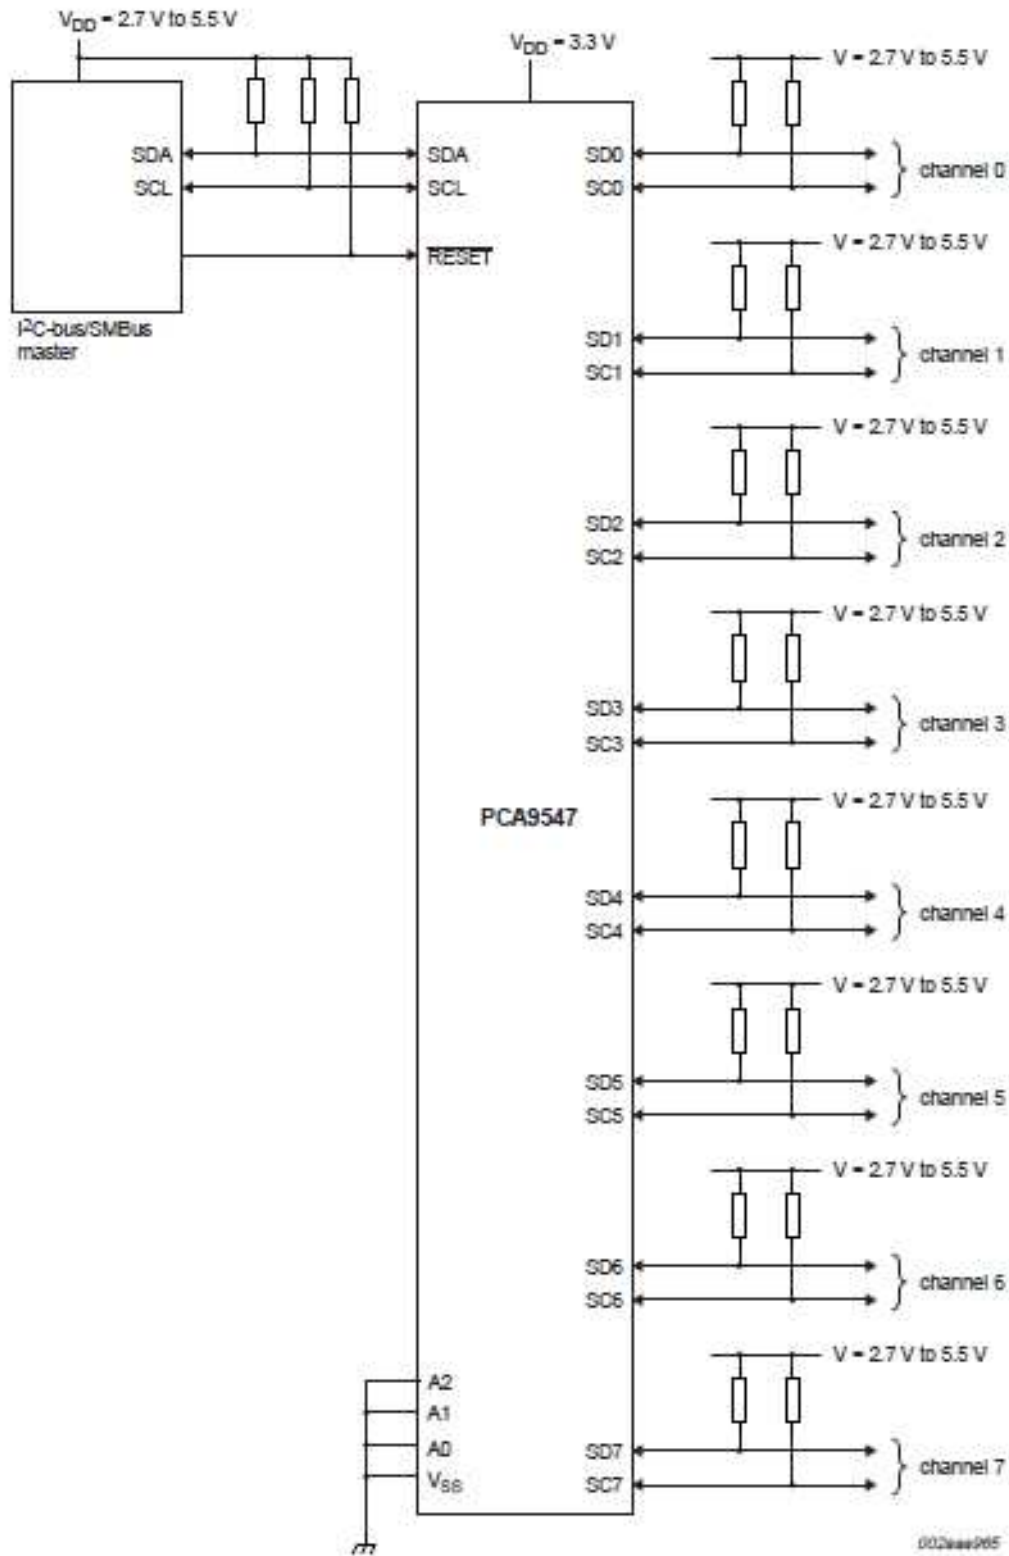 V_DD = 2.7 V to 5.5 V
V_DD = 3.3 V
V = 2.7 V to 5.5 V
SDA
SCL
SDA
SCL
RESET
SD0
SC0
channel 0
I²C-bus/SMBus
master
V = 2.7 V to 5.5 V
SD1
SC1
channel 1
V = 2.7 V to 5.5 V
SD2
SC2
channel 2
V = 2.7 V to 5.5 V
SD3
SC3
channel 3
PCA9547
V = 2.7 V to 5.5 V
SD4
SC4
channel 4
V = 2.7 V to 5.5 V
SD5
SC5
channel 5
V = 2.7 V to 5.5 V
SD6
SC6
channel 6
V = 2.7 V to 5.5 V
A2
A1
A0
V_SS
SD7
SC7
channel 7
002aaa965